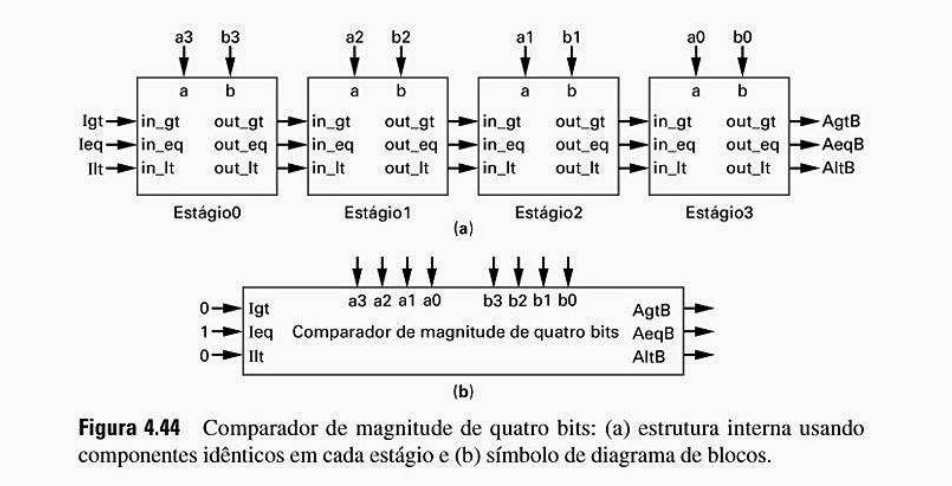 a3 b3 a2 b2 a1 b1 a0 b0
a b a b a b a b
Igt in_gt out_gt in_gt out_gt in_gt out_gt in_gt out_gt AgtB
Ieq in_eq out_eq in_eq out_eq in_eq out_eq in_eq out_eq AeqB
Ilt in_lt out_lt in_lt out_lt in_lt out_lt in_lt out_lt AltB
Estágio0 Estágio1 Estágio2 Estágio3
(a)
a3 a2 a1 a0 b3 b2 b1 b0
0 Igt AgtB
1 Ieq Comparador de magnitude de quatro bits AeqB
0 Ilt AltB
(b)
Figura 4.44 Comparador de magnitude de quatro bits: (a) estrutura interna usando
componentes idênticos em cada estágio e (b) símbolo de diagrama de blocos.